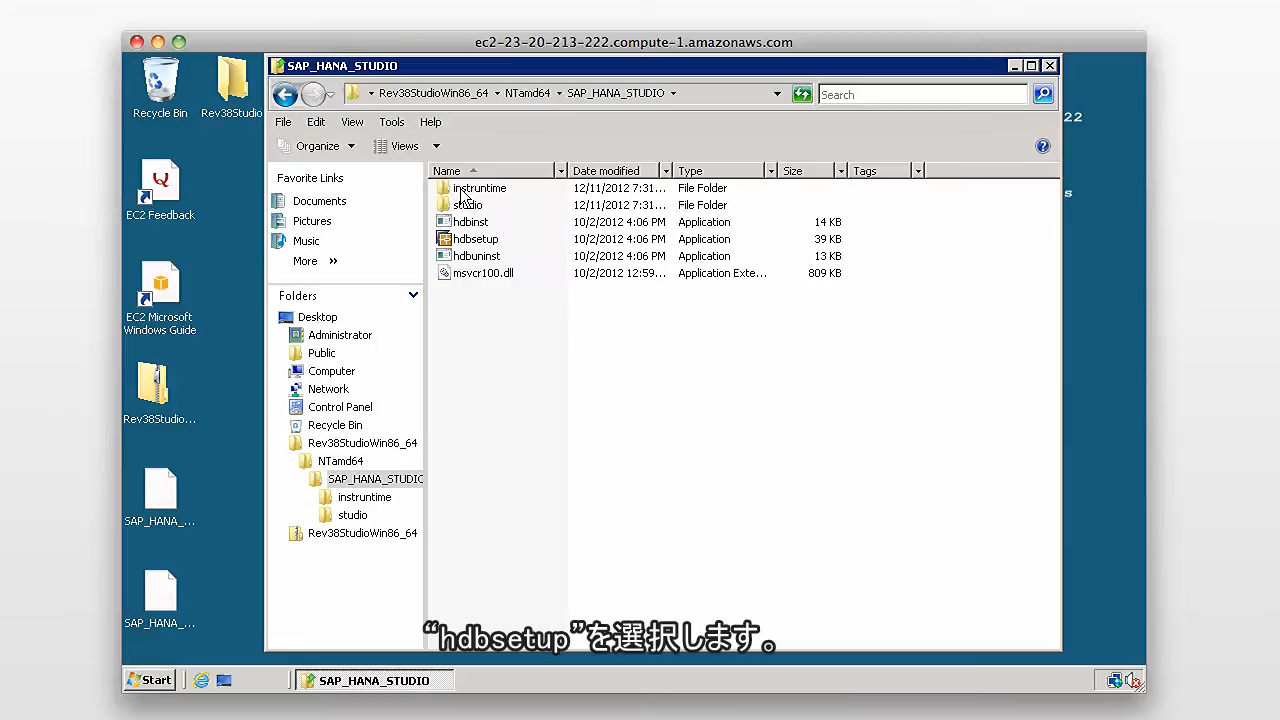 ec2-23-20-213-222.compute-1.amazonaws.com
SAP_HANA_STUDIO
Rev38StudioWin86_64 NTamd64 SAP_HANA_STUDIO
Search
File Edit View Tools Help
Organize Views
Favorite Links
Documents
Pictures
Music
More »
Folders
Desktop
Administrator
Public
Computer
Network
Control Panel
Recycle Bin
Rev38StudioWin86_64
NTamd64
SAP_HANA_STUDIO
instruntime
studio
Rev38StudioWin86_64
Name Date modified Type Size Tags
instruntime 12/11/2012 7:31... File Folder
studio 12/11/2012 7:31... File Folder
hdbinst 10/2/2012 4:06 PM Application 14 KB
hdbsetup 10/2/2012 4:06 PM Application 39 KB
hdbuninst 10/2/2012 4:06 PM Application 13 KB
msvcr100.dll 10/2/2012 12:59... Application Exte... 809 KB
Recycle Bin
Rev38Studio
EC2 Feedback
EC2 Microsoft
Windows Guide
Rev38Studio...
SAP_HANA_...
SAP_HANA_...
22
s
“hdbsetup”を選択します。
Start
SAP_HANA_STUDIO